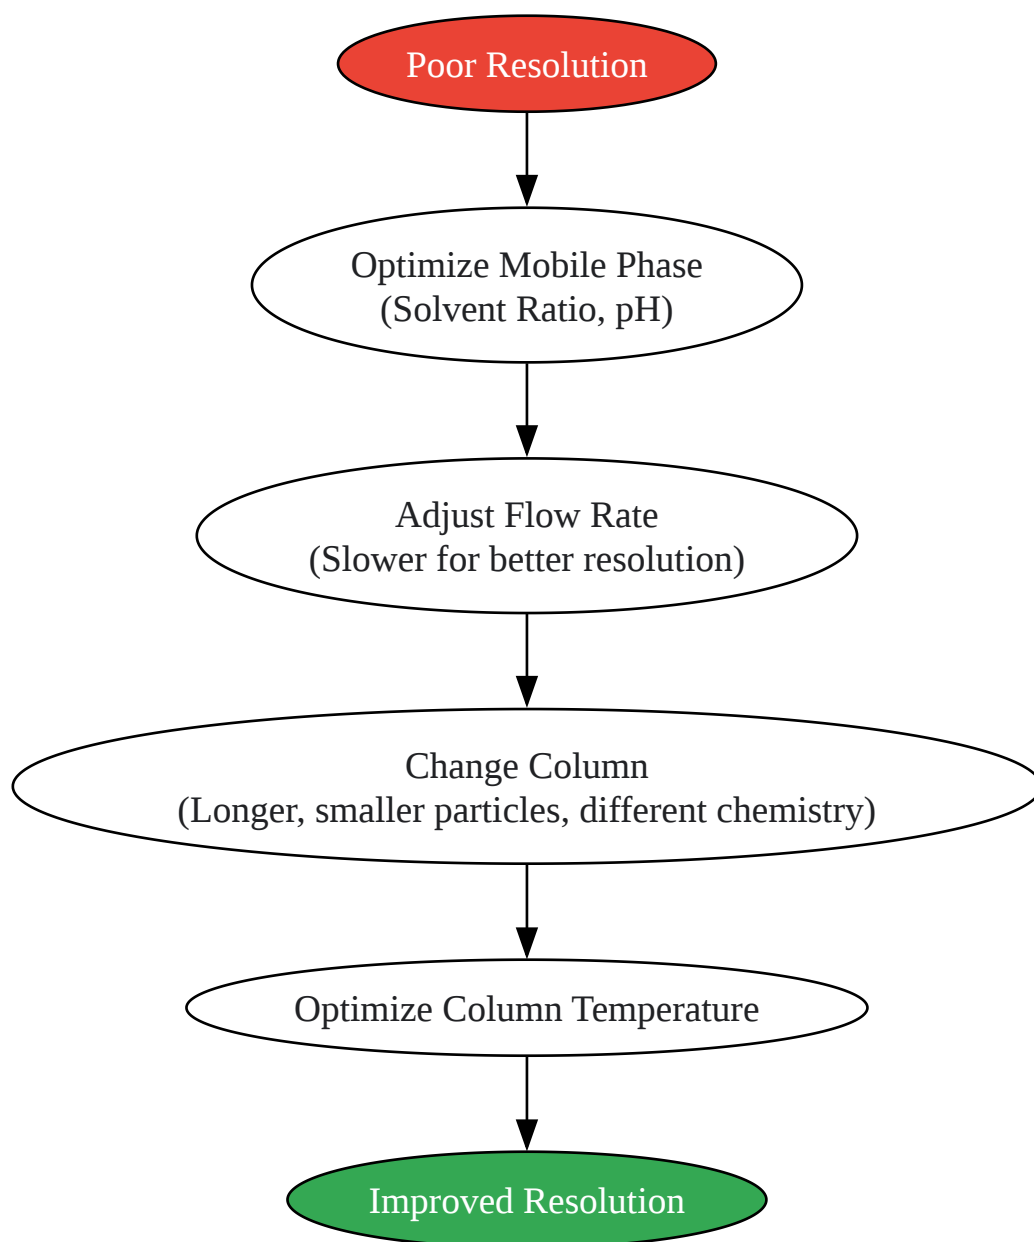 Poor Resolution
Optimize Mobile Phase
(Solvent Ratio, pH)
Adjust Flow Rate
(Slower for better resolution)
Change Column
(Longer, smaller particles, different chemistry)
Optimize Column Temperature
Improved Resolution